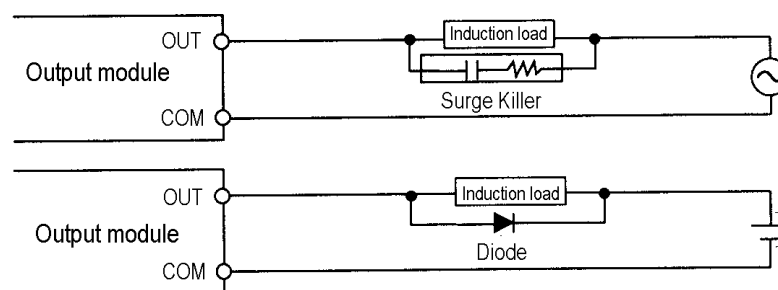 OUT
Induction load
Output module
Surge Killer
COM
OUT
Induction load
Output module
Diode
COM